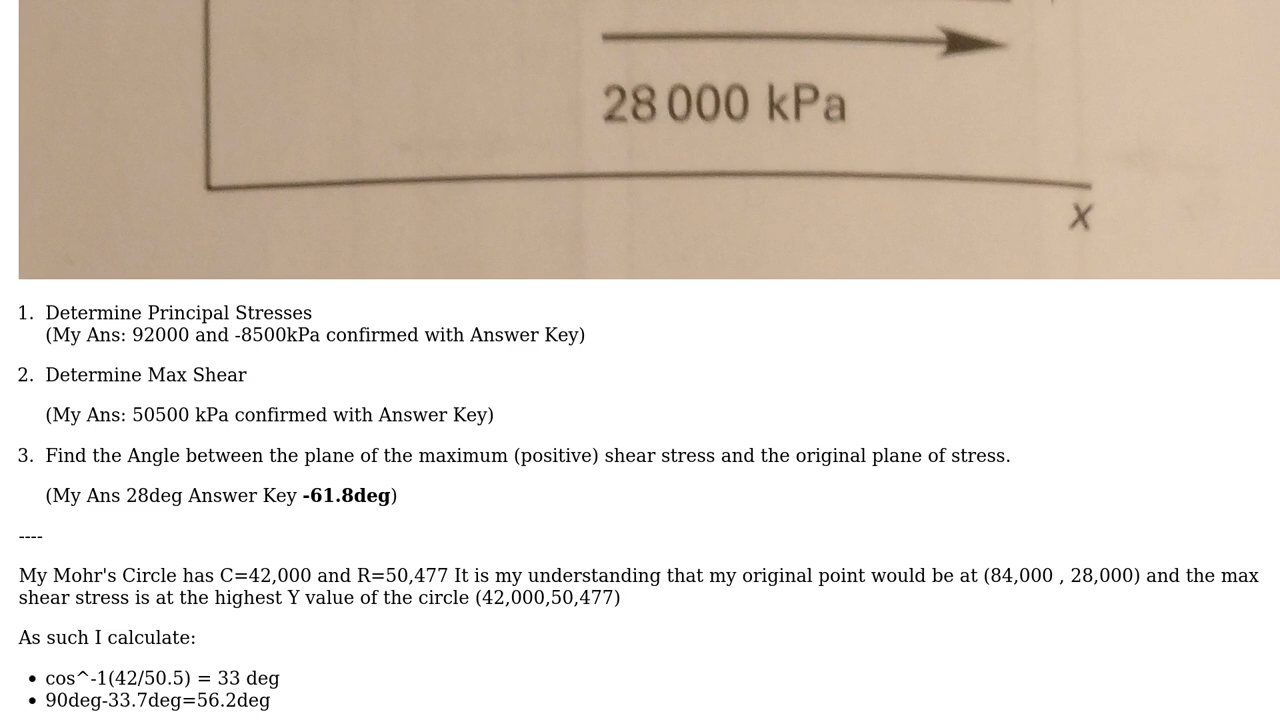 28 000 kPa
x
1. Determine Principal Stresses
(My Ans: 92000 and -8500kPa confirmed with Answer Key)
2. Determine Max Shear
(My Ans: 50500 kPa confirmed with Answer Key)
3. Find the Angle between the plane of the maximum (positive) shear stress and the original plane of stress.
(My Ans 28deg Answer Key -61.8deg)
----
My Mohr's Circle has C=42,000 and R=50,477 It is my understanding that my original point would be at (84,000 , 28,000) and the max
shear stress is at the highest Y value of the circle (42,000,50,477)
As such I calculate:
• cos^-1(42/50.5) = 33 deg
• 90deg-33.7deg=56.2deg